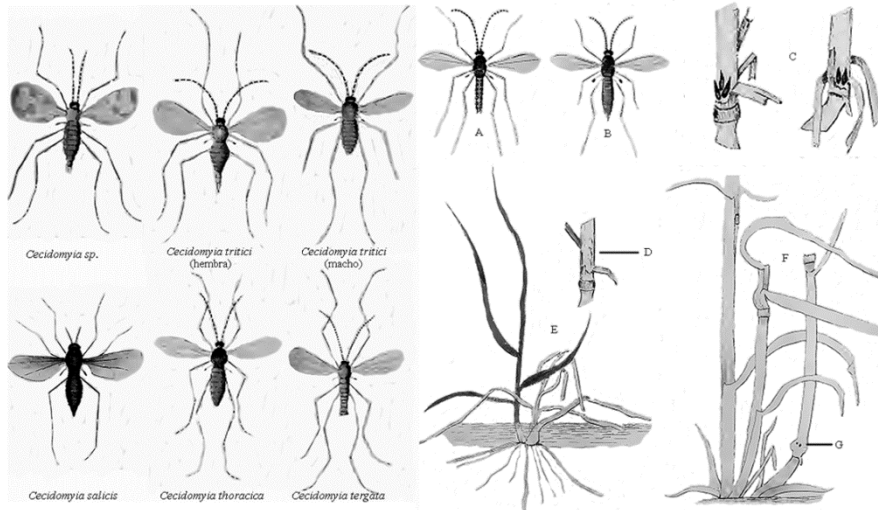 Cecidomyia sp.
Cecidomyia tritici
(hembra)
Cecidomyia tritici
(macho)
Cecidomyia salicis
Cecidomyia thoracica
Cecidomyia tergata
A
B
C
D
E
F
G